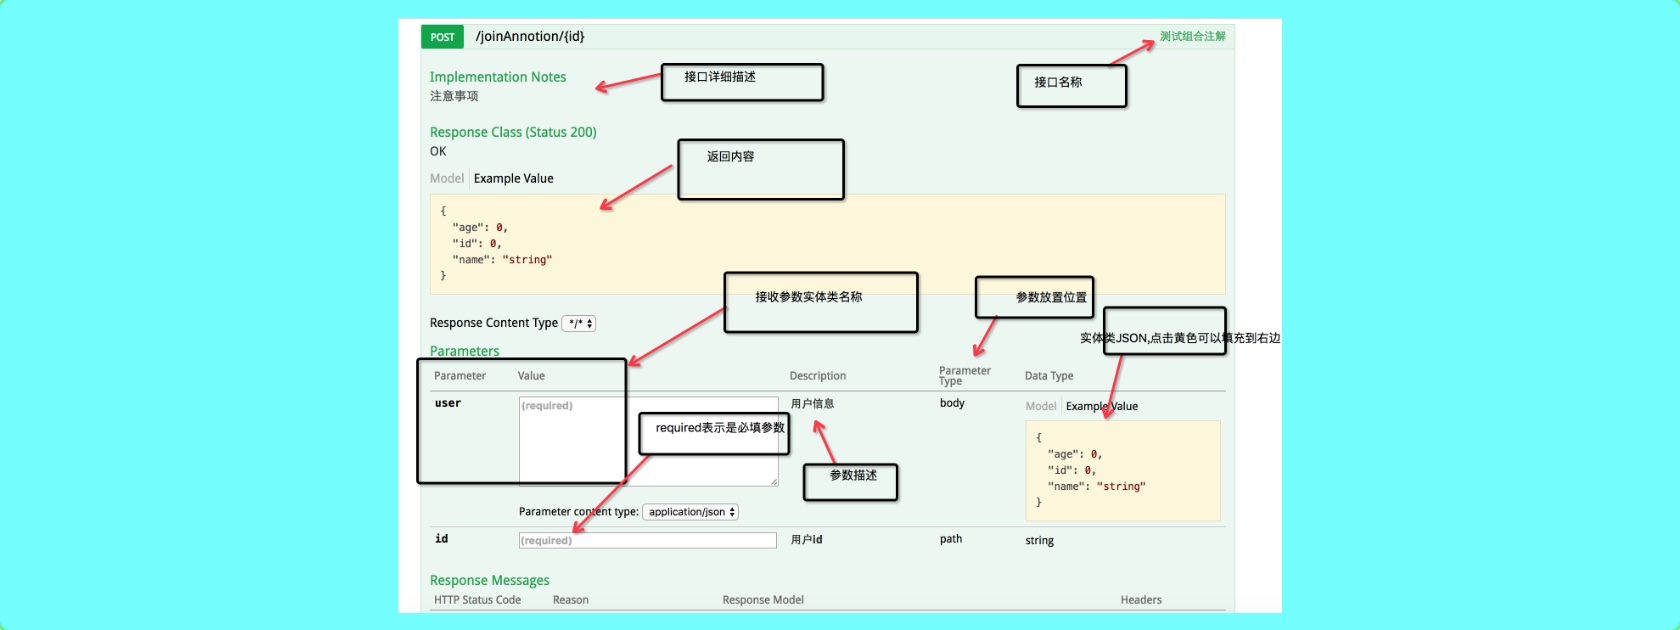 POST /joinAnnotion/{id} 测试组合注解
Implementation Notes
注意事项
接口详细描述
接口名称
Response Class (Status 200)
OK
返回内容
Model Example Value
{
"age": 0,
"id": 0,
"name": "string"
}
接收参数实体类名称
参数放置位置
实体类JSON,点击黄色可以填充到右边
Response Content Type */*
Parameters
Parameter Value Description Parameter Type Data Type
user (required) 用户信息 body Model Example Value
required表示是必填参数
参数描述
{
"age": 0,
"id": 0,
"name": "string"
}
Parameter content type: application/json
id (required) 用户id path string
Response Messages
HTTP Status Code Reason Response Model Headers